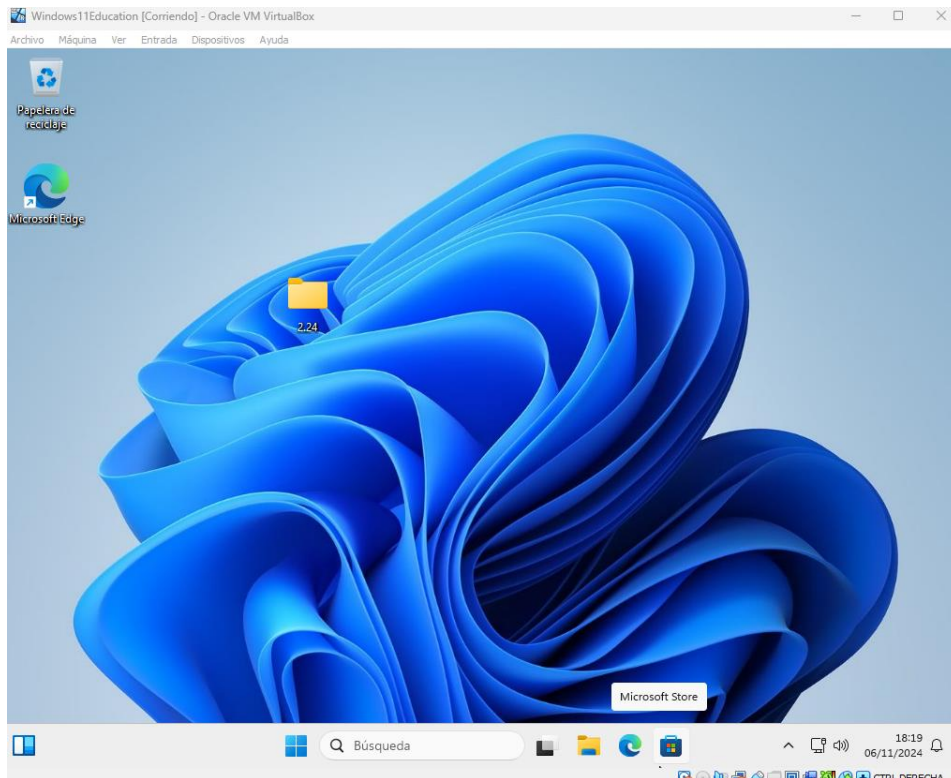 Windows11Education [Corriendo] - Oracle VM VirtualBox
Archivo Máquina Ver Entrada Dispositivos Ayuda
Papelera de
reciclaje
Microsoft Edge
2.24
Microsoft Store
Búsqueda
18:19
06/11/2024
CTRL DERECHA